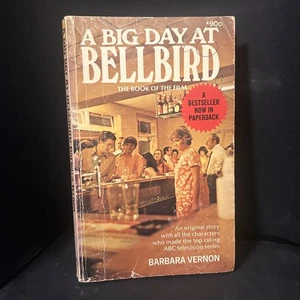 90c
A BIG DAY AT
BELLBIRD
THE BOOK OF THE FILM
A
BESTSELLER
NOW IN
PAPERBACK
An original story
with all the characters
who made the top rating
ABC television series
BARBARA VERNON